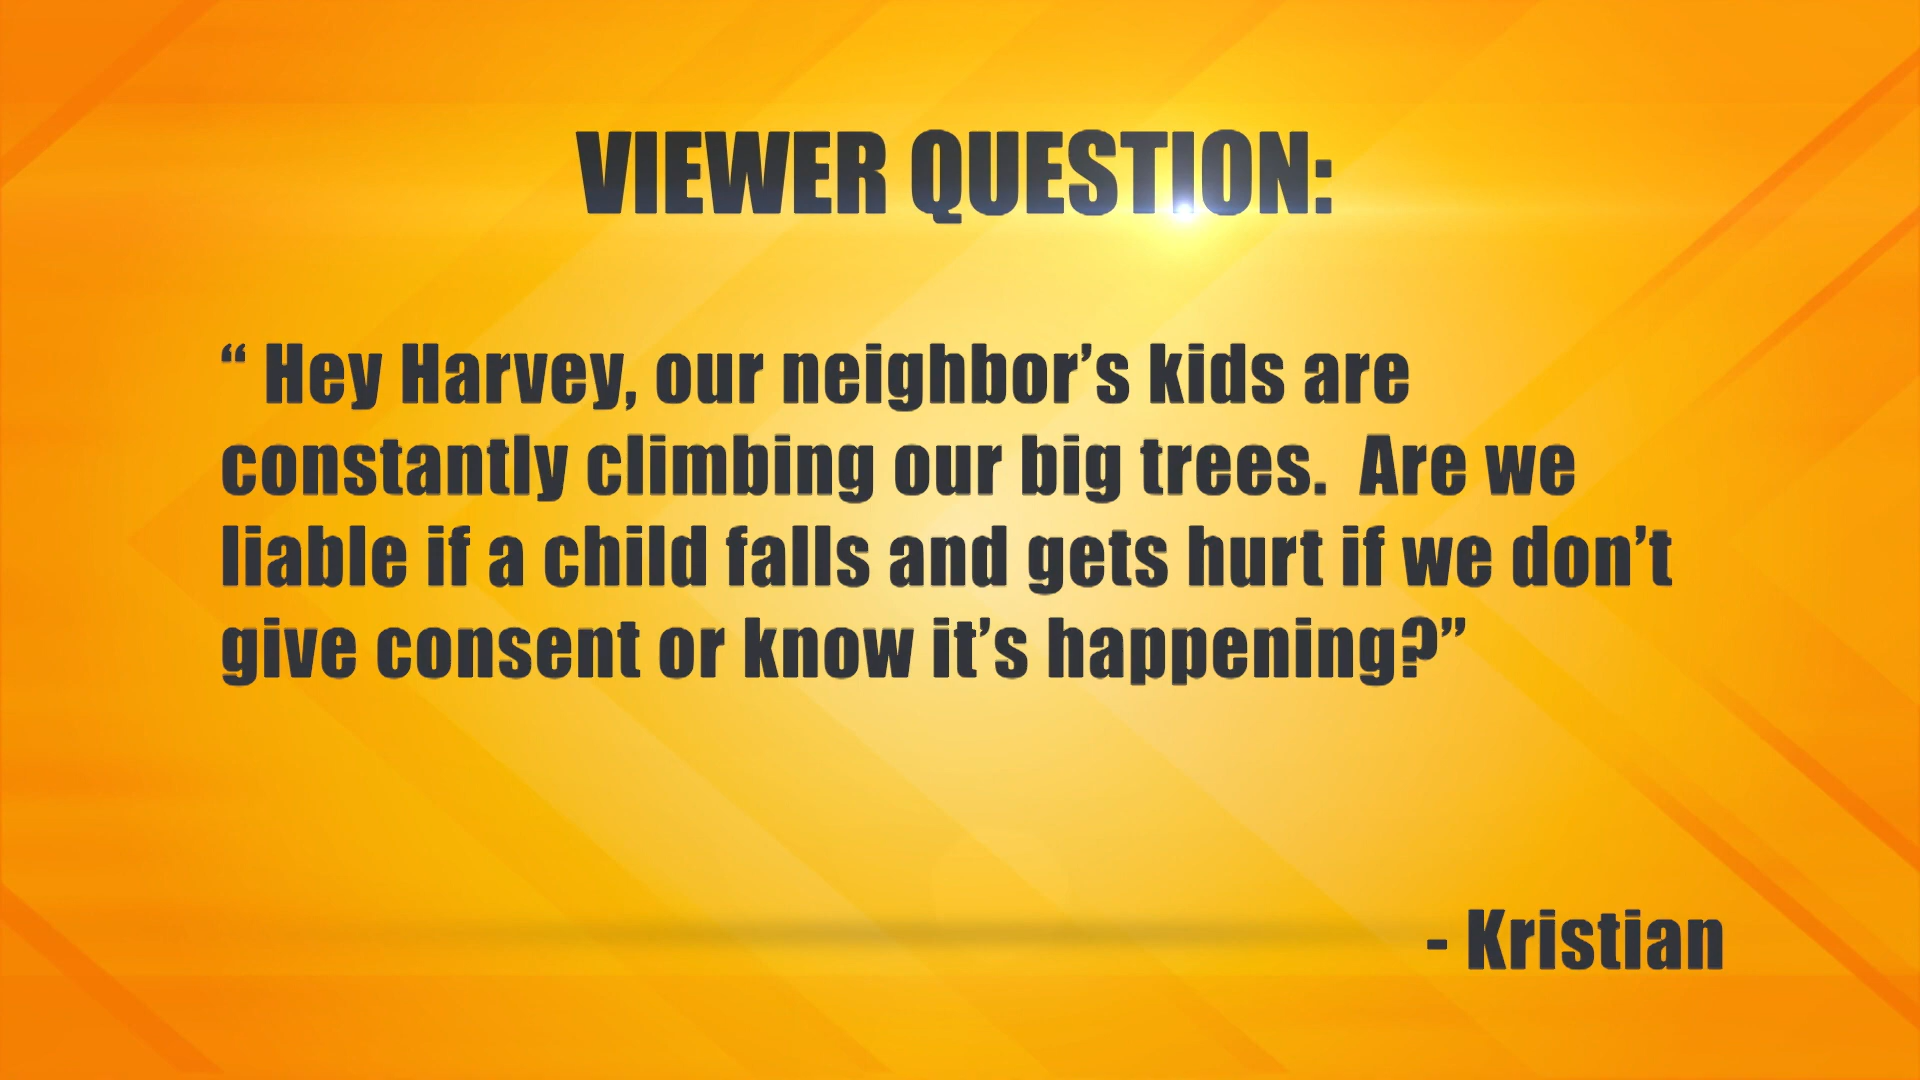 VIEWER QUESTION:
“ Hey Harvey, our neighbor’s kids are
constantly climbing our big trees.  Are we
liable if a child falls and gets hurt if we don’t
give consent or know it’s happening?”
- Kristian